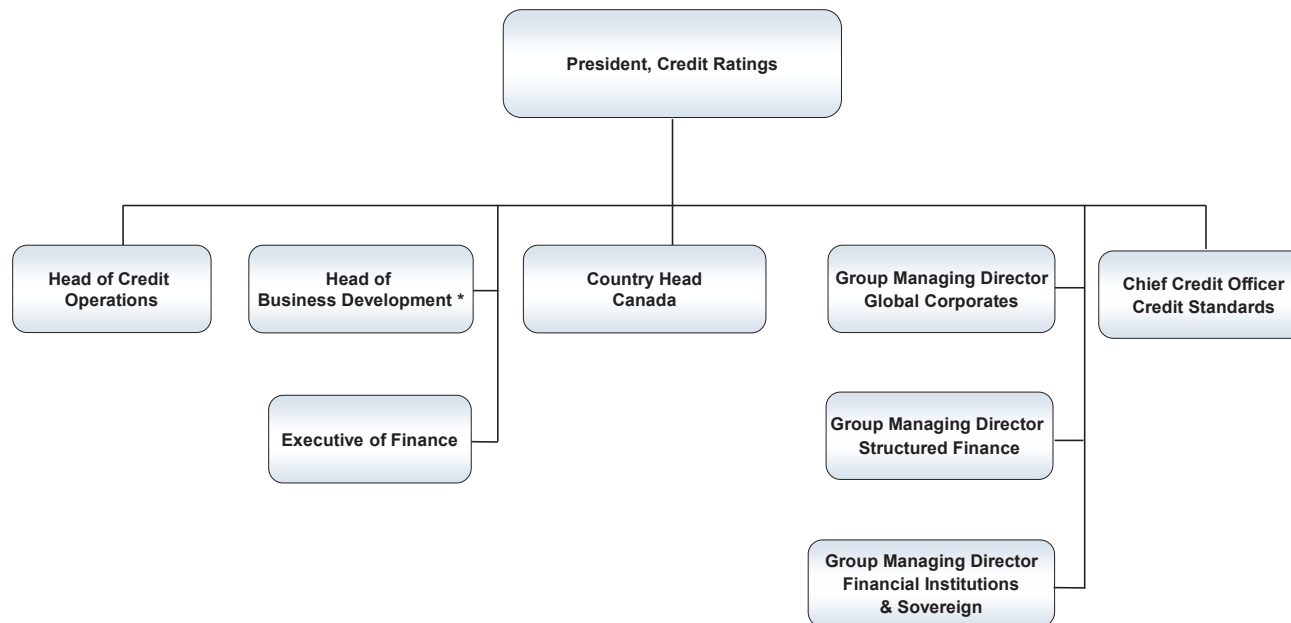 President, Credit Ratings
Head of Credit
Operations
Head of
Business Development *
Country Head
Canada
Group Managing Director
Global Corporates
Chief Credit Officer
Credit Standards
Executive of Finance
Group Managing Director
Structured Finance
Group Managing Director
Financial Institutions
& Sovereign